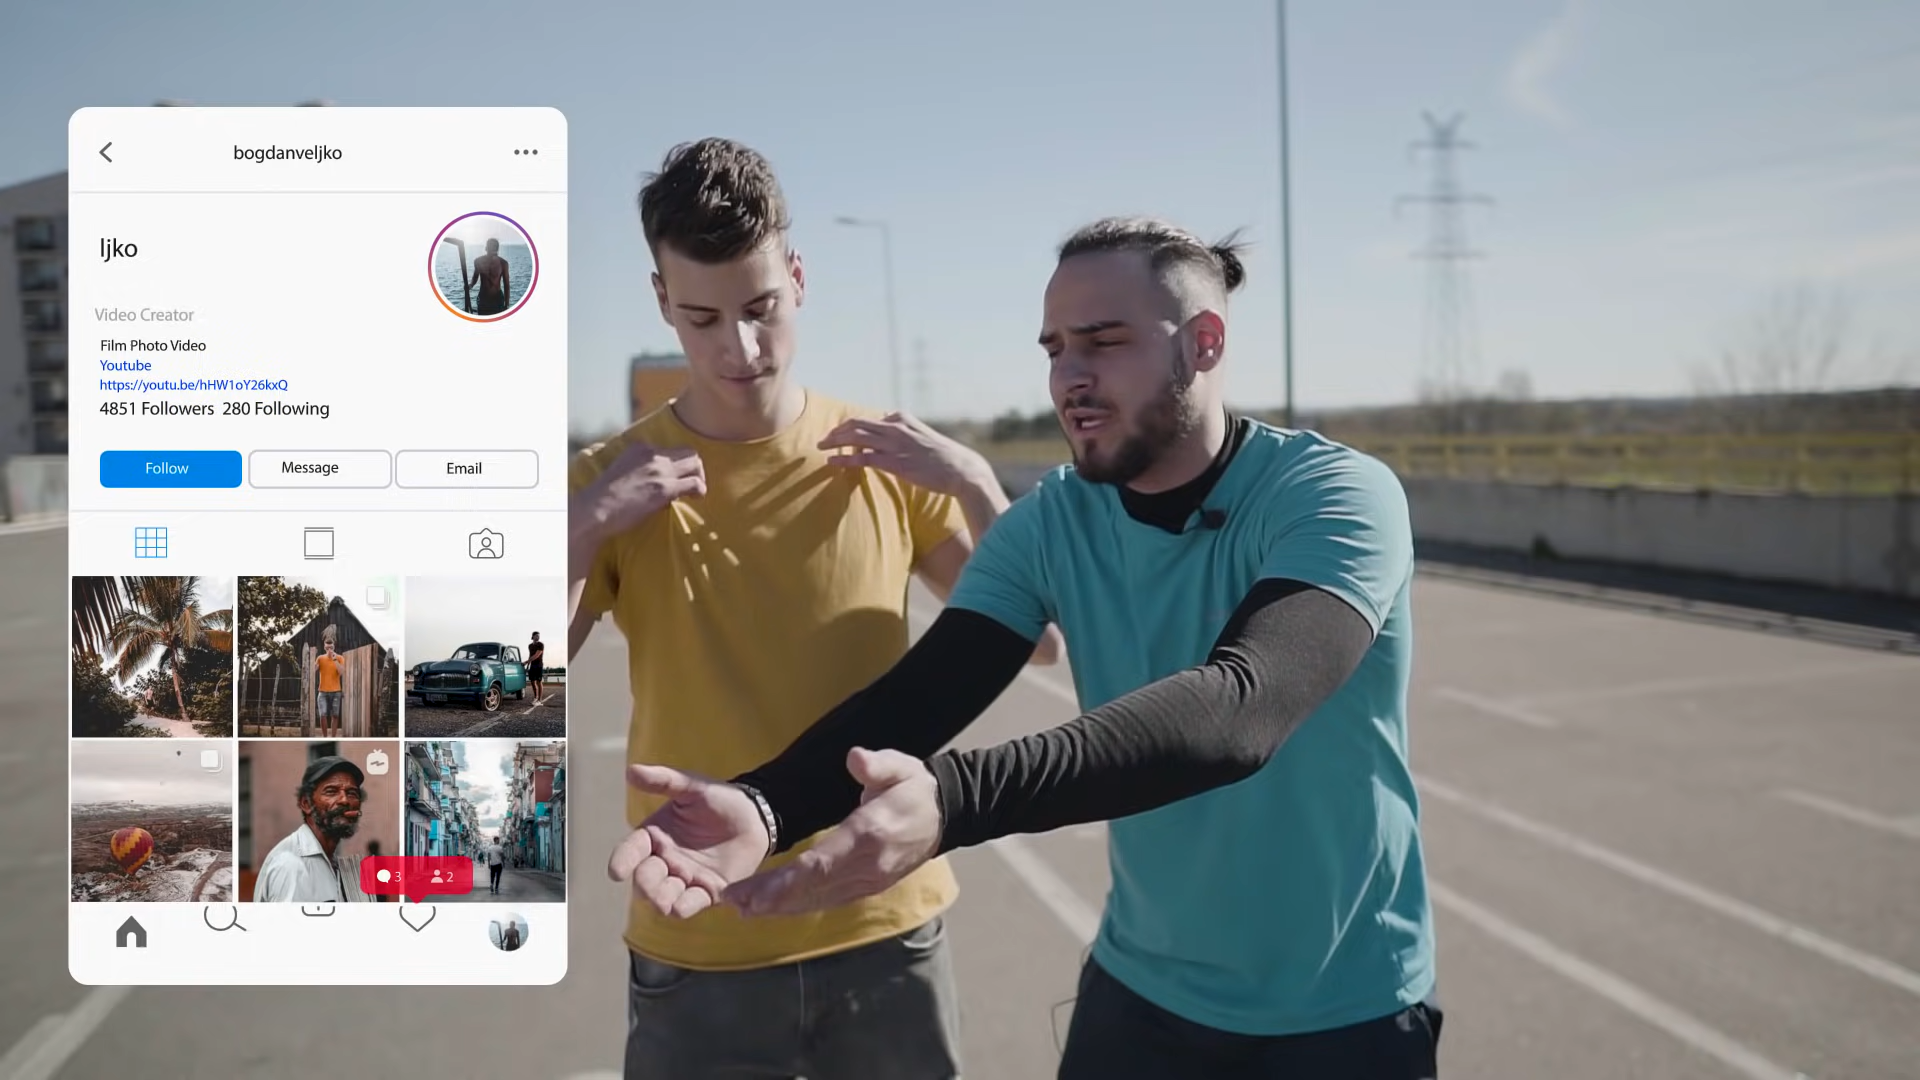 bogdanveljko
ljko
Video Creator
Film Photo Video
Youtube
https://youtu.be/hHW1oY26kxQ
4851 Followers 280 Following
Follow
Message
Email
3
2